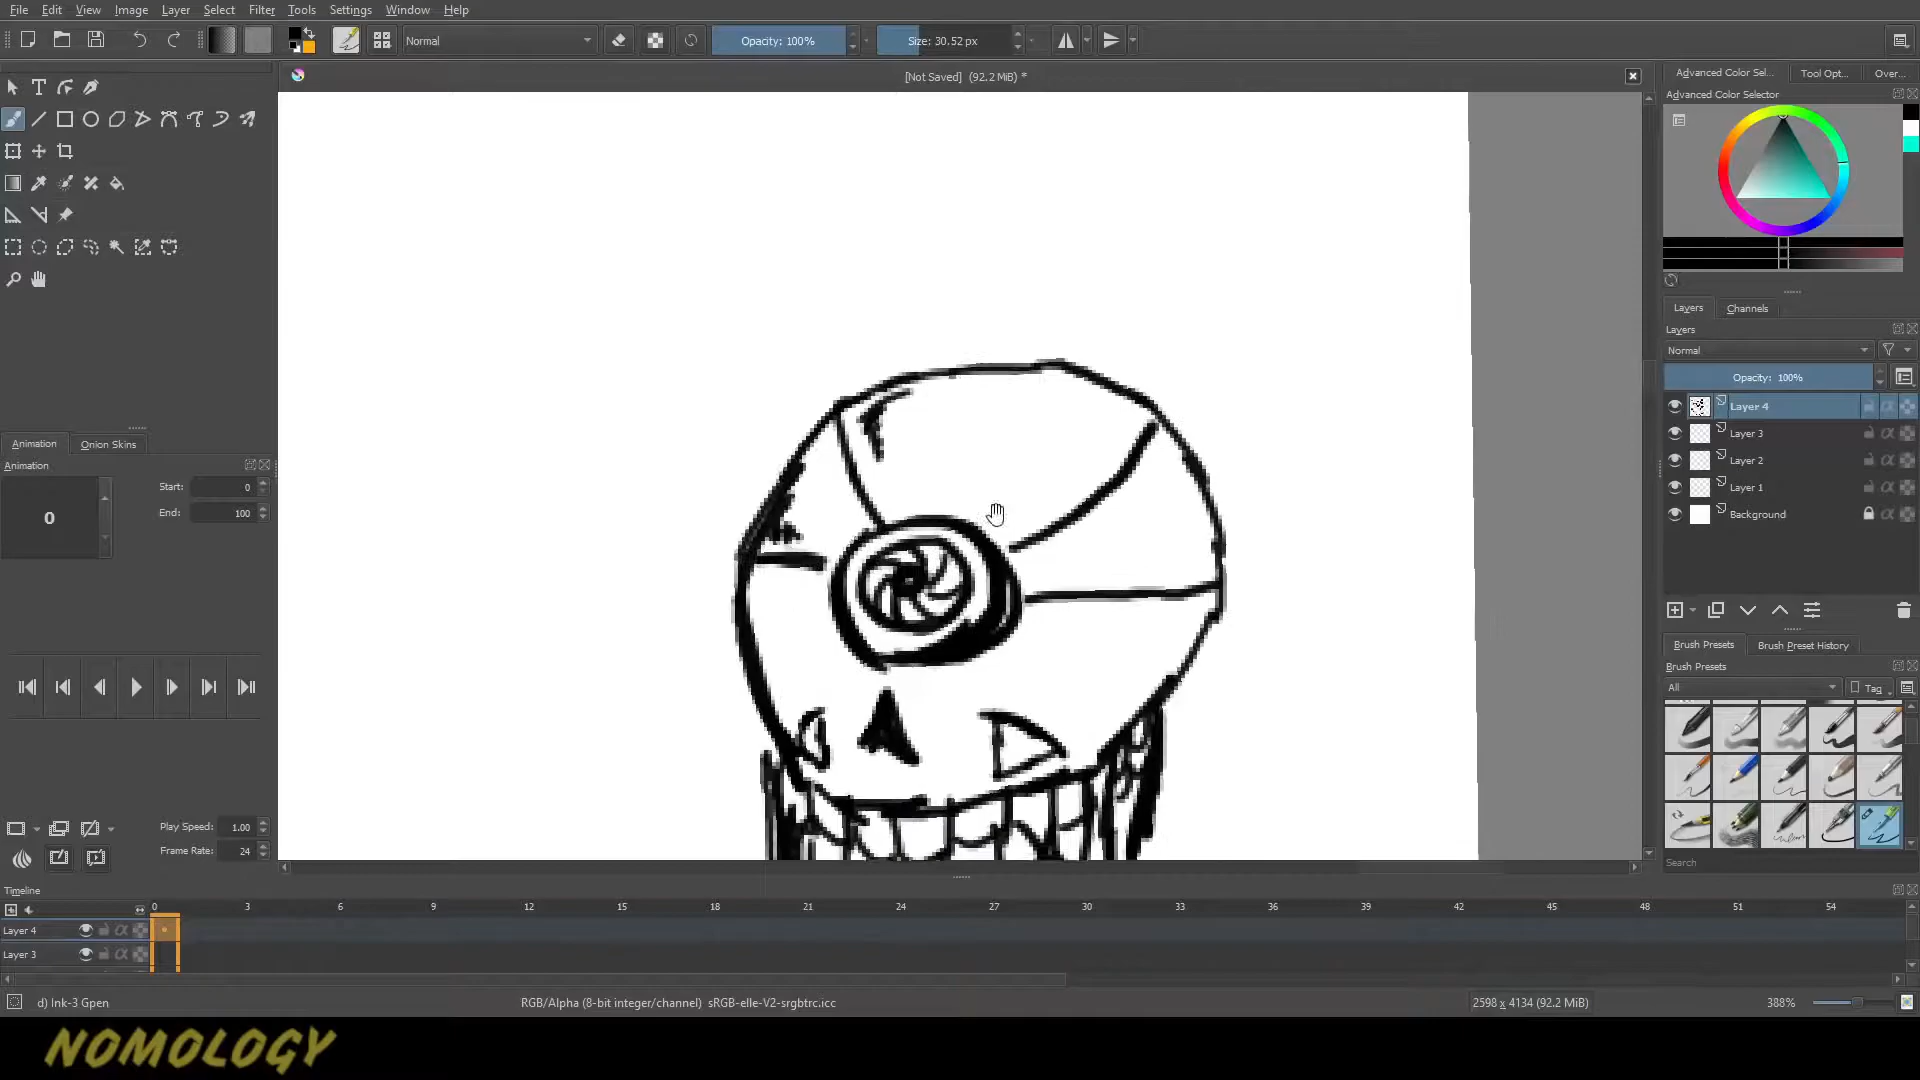 File Edit View Image Layer Select Filter Tools Settings Window Help
Normal
Opacity: 100%
Size: 30.52 px
[Not Saved] (92.2 MiB) *
Advanced Color Sel...
Tool Opt...
Over...
Advanced Color Selector
Layers
Channels
Layers
Normal
Opacity: 100%
Layer 4
Layer 3
Layer 2
Layer 1
Background
Animation
Onion Skins
Animation
Start: 0
0
End: 100
Brush Presets
Brush Preset History
Brush Presets
All
Tag
Play Speed: 1.00
Frame Rate: 24
Search
Timeline
0 3 6 9 12 15 18 21 24 27 30 33 36 39 42 45 48 51 54
Layer 4
Layer 3
d) Ink-3 Gpen
RGB/Alpha (8-bit integer/channel) sRGB-elle-V2-srgbtrc.icc
2598 x 4134 (92.2 MiB)
388%
NOMOLOGY